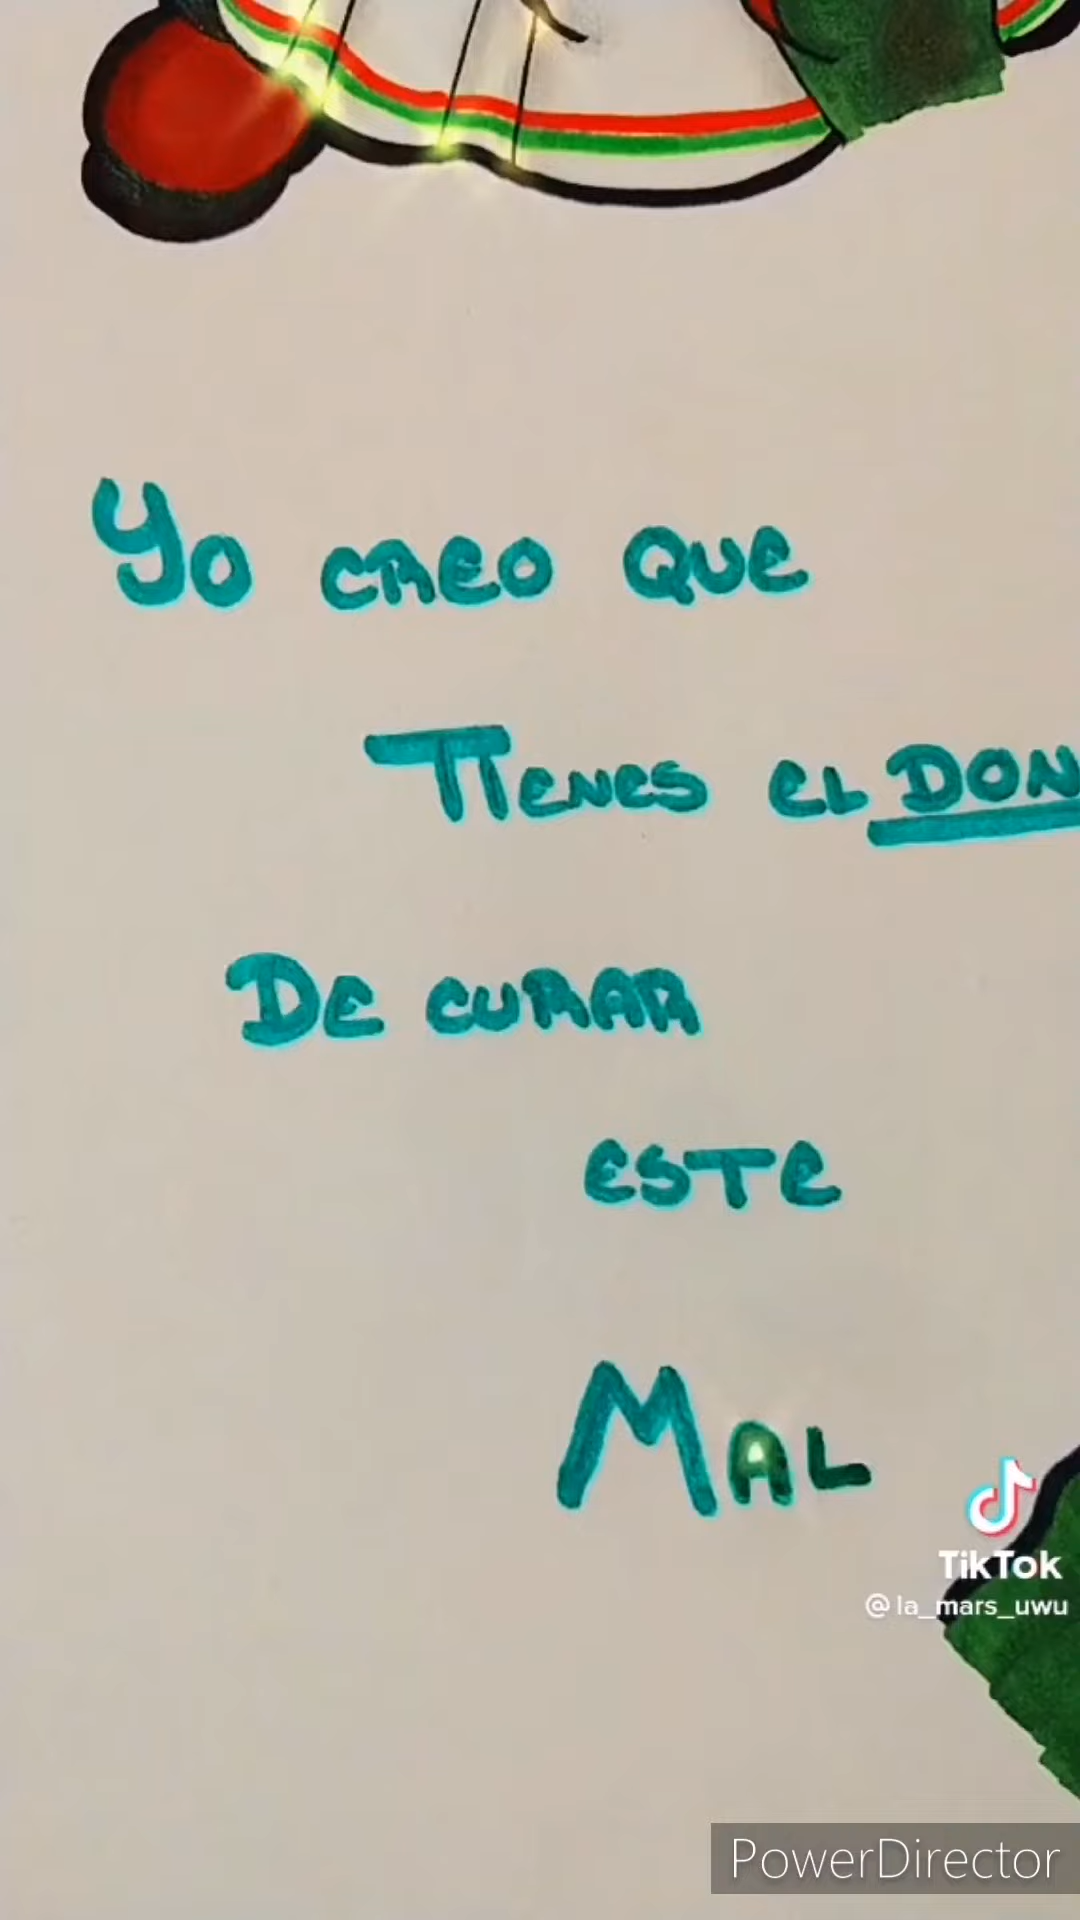 Yo CREO QUE
TIENES EL DON
DE CURAR
ESTE
MAL
TikTok
@la_mars_uwu
PowerDirector